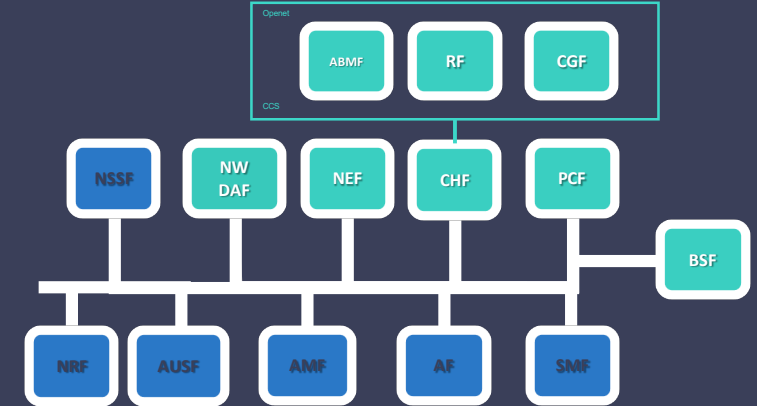 Openet
ABMF
RF
CGF
CCS
NSSF
NW
DAF
NEF
CHF
PCF
BSF
NRF
AUSF
AMF
AF
SMF